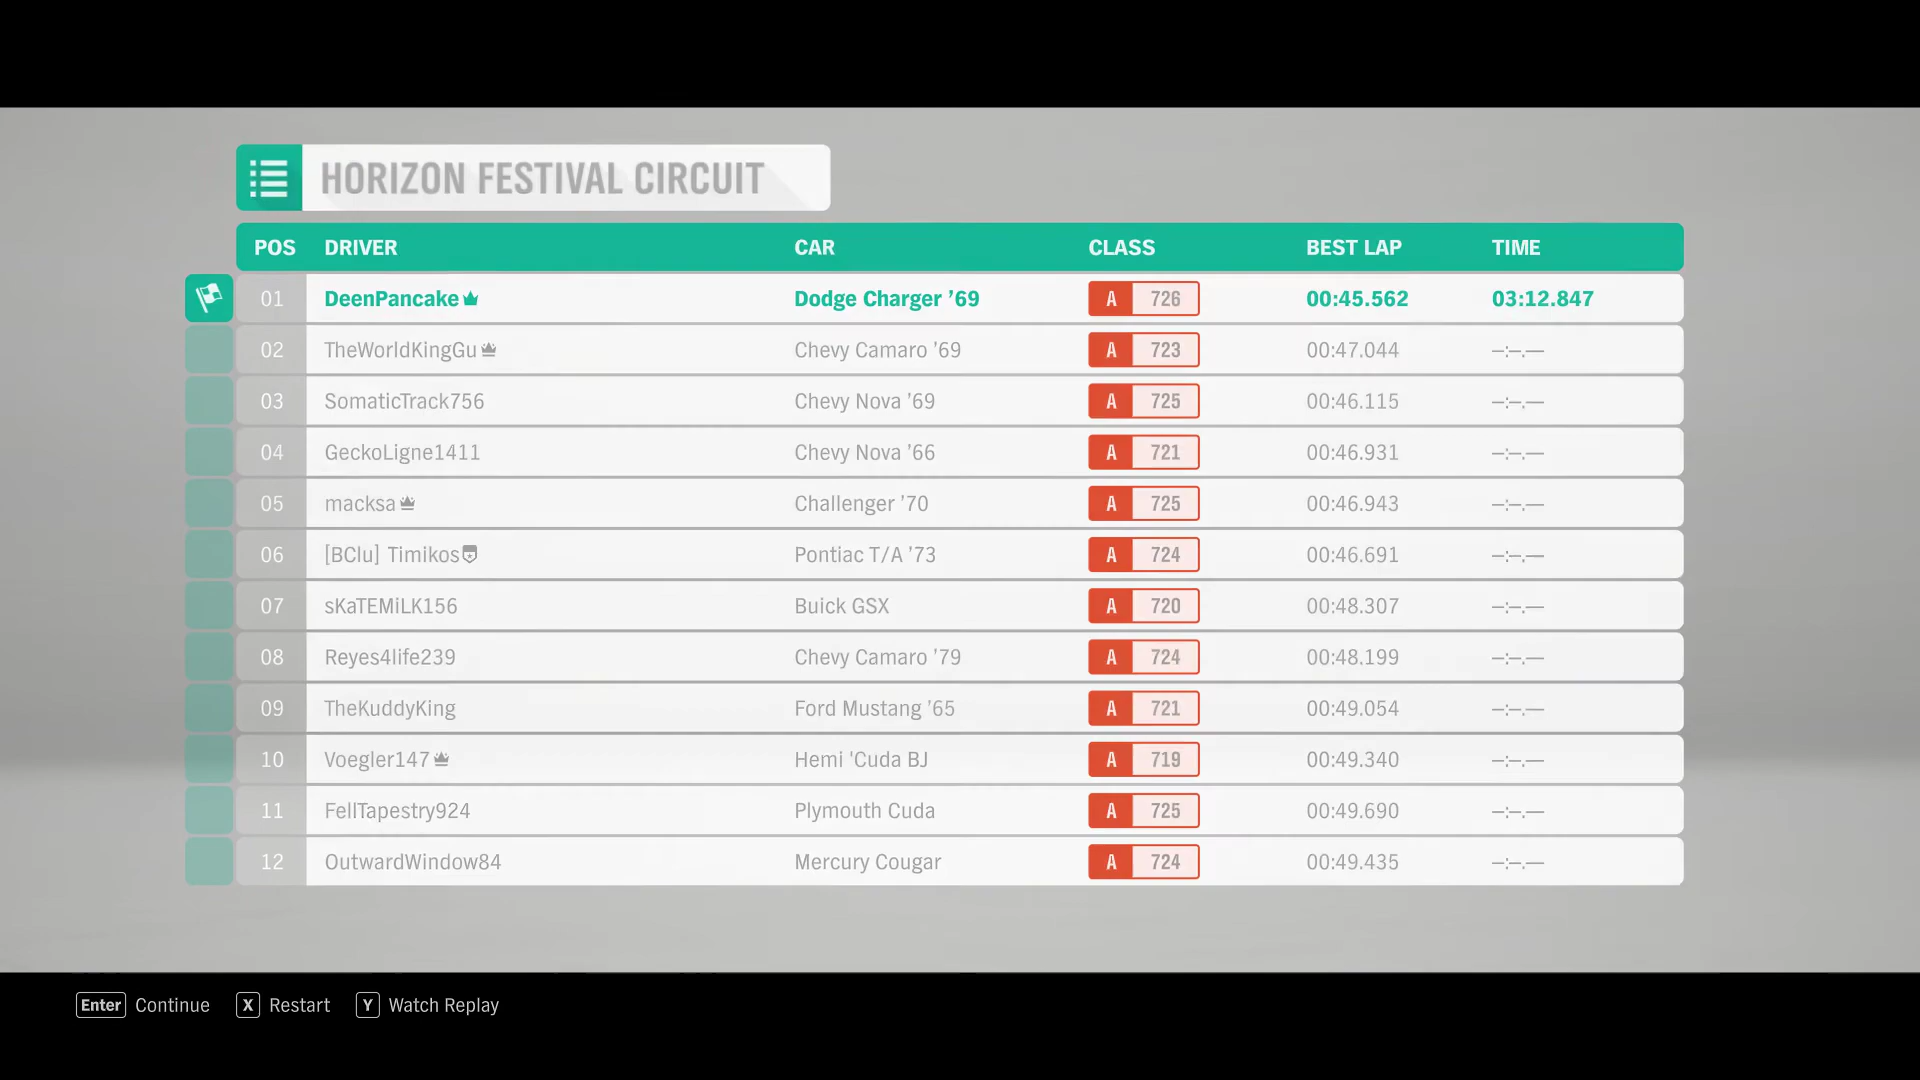 HORIZON FESTIVAL CIRCUIT
POS DRIVER CAR CLASS BEST LAP TIME
01 DeenPancake Dodge Charger ’69 A 726 00:45.562 03:12.847
02 TheWorldKingGu Chevy Camaro ’69 A 723 00:47.044 –:–.—
03 SomaticTrack756 Chevy Nova ’69 A 725 00:46.115 –:–.—
04 GeckoLigne1411 Chevy Nova ’66 A 721 00:46.931 –:–.—
05 macksa Challenger ’70 A 725 00:46.943 –:–.—
06 [BClu] Timikos Pontiac T/A ’73 A 724 00:46.691 –:–.—
07 sKaTEMiLK156 Buick GSX A 720 00:48.307 –:–.—
08 Reyes4life239 Chevy Camaro ’79 A 724 00:48.199 –:–.—
09 TheKuddyKing Ford Mustang ’65 A 721 00:49.054 –:–.—
10 Voegler147 Hemi ‘Cuda BJ A 719 00:49.340 –:–.—
11 FellTapestry924 Plymouth Cuda A 725 00:49.690 –:–.—
12 OutwardWindow84 Mercury Cougar A 724 00:49.435 –:–.—
Enter Continue X Restart Y Watch Replay